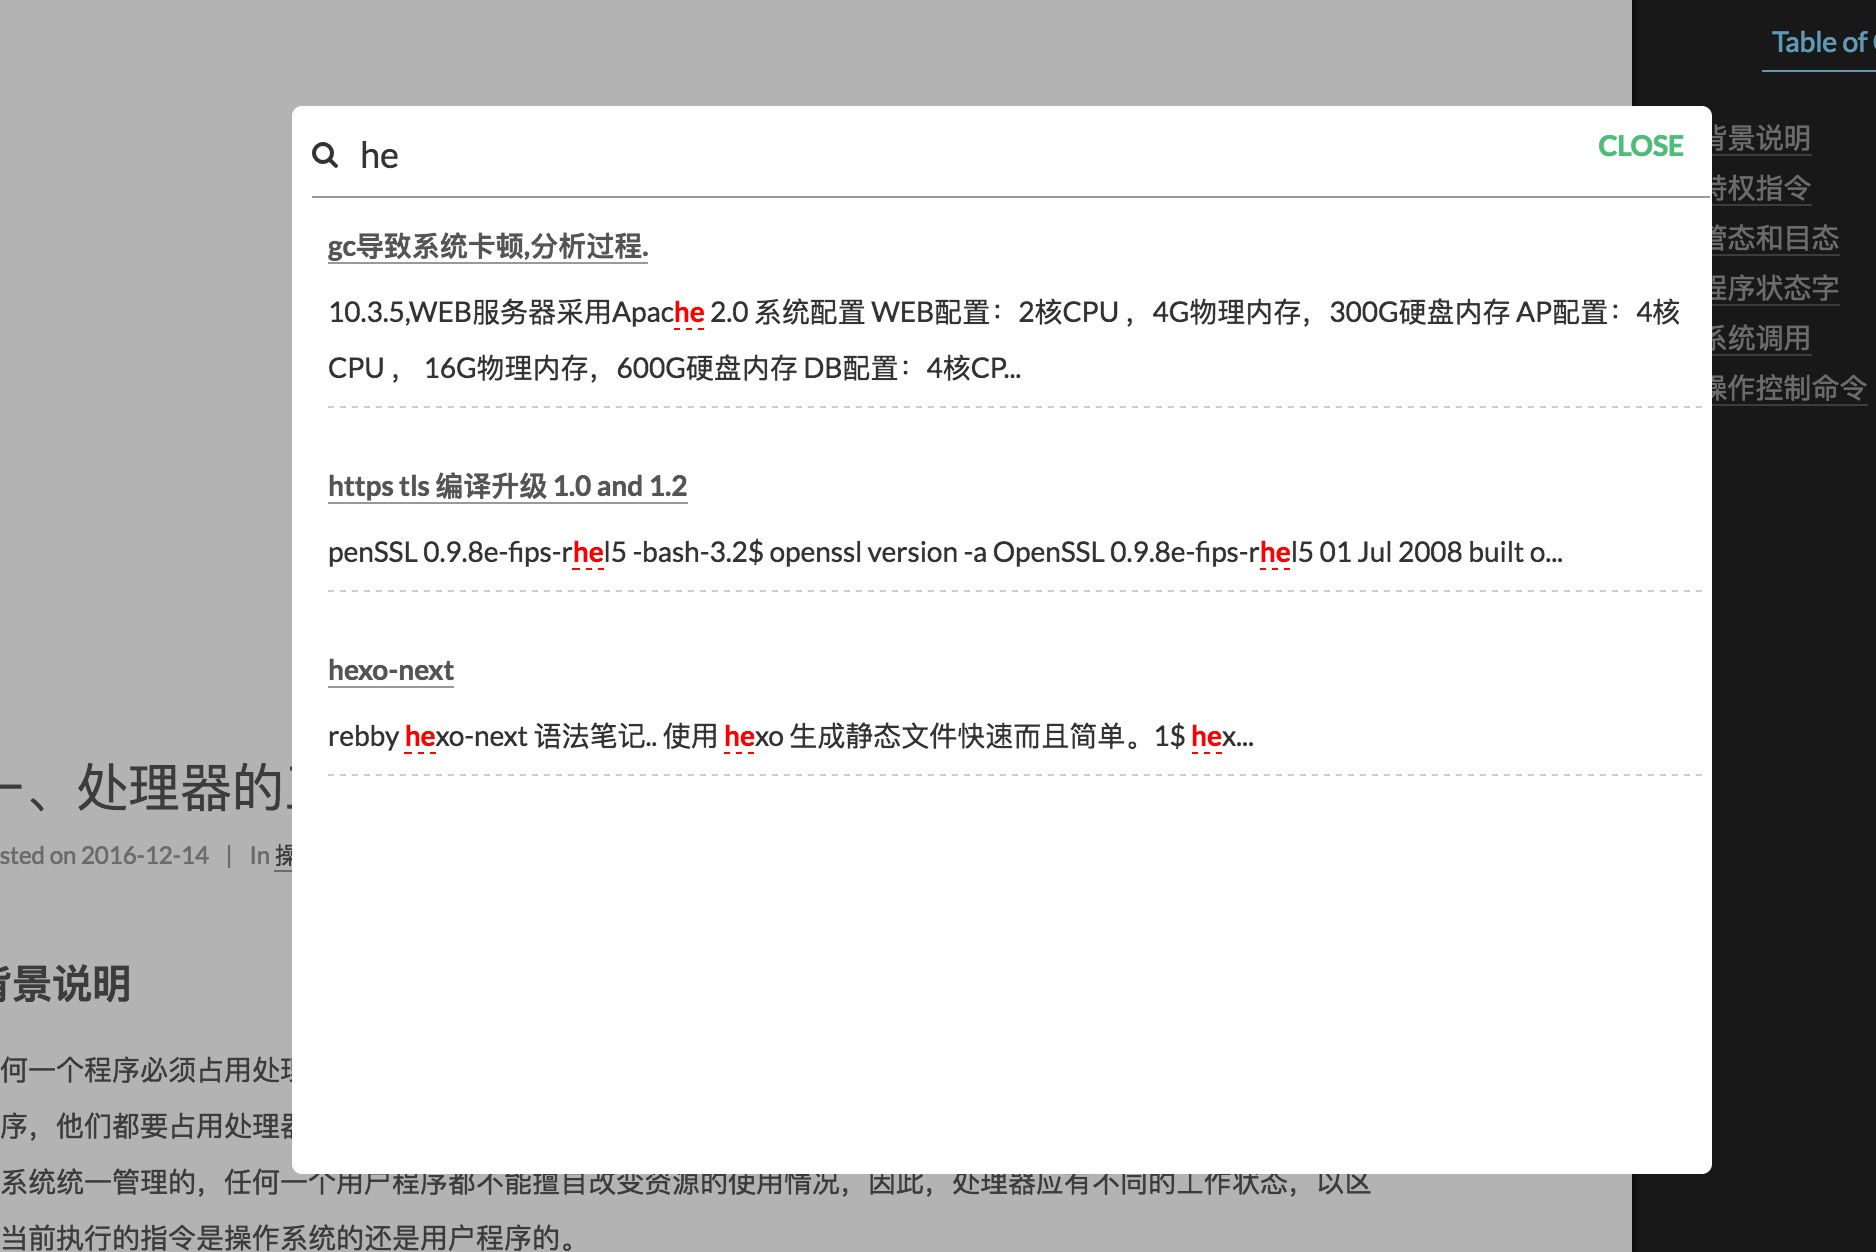 he
CLOSE
gc导致系统卡顿,分析过程.
10.3.5,WEB服务器采用Apache 2.0 系统配置 WEB配置：2核CPU ，4G物理内存，300G硬盘内存 AP配置：4核
CPU ， 16G物理内存，600G硬盘内存 DB配置：4核CP...
https tls 编译升级 1.0 and 1.2
penSSL 0.9.8e-fips-rhel5 -bash-3.2$ openssl version -a OpenSSL 0.9.8e-fips-rhel5 01 Jul 2008 built o...
hexo-next
rebby hexo-next 语法笔记.. 使用 hexo 生成静态文件快速而且简单。1$ hex...
Table of
背景说明
特权指令
管态和目态
程序状态字
系统调用
操作控制命令
一、处理器的
sted on 2016-12-14 | In 操
背景说明
何一个程序必须占用处理
序，他们都要占用处理器
系统统一管理的，任何一个用户程序都不能擅自改变资源的使用情况，因此，处理器应有不同的工作状态，以区
当前执行的指令是操作系统的还是用户程序的。